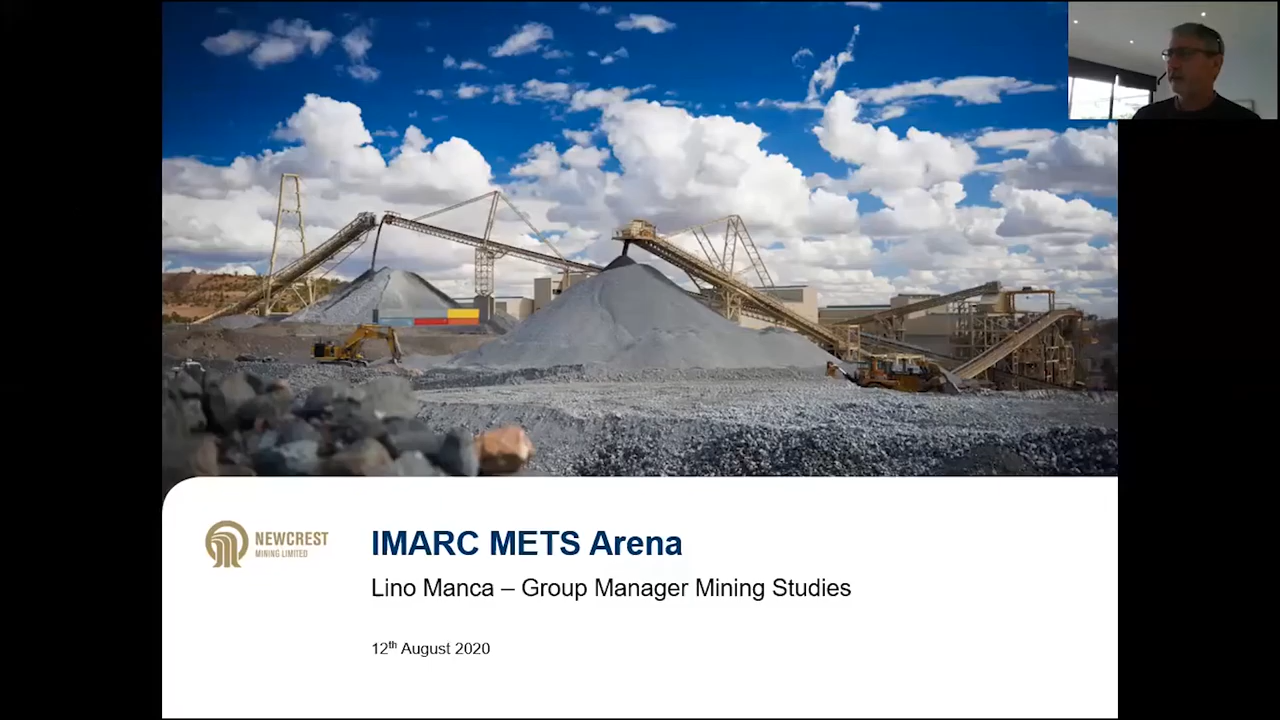 NEWCREST
MINING LIMITED
IMARC METS Arena
Lino Manca – Group Manager Mining Studies
12th August 2020